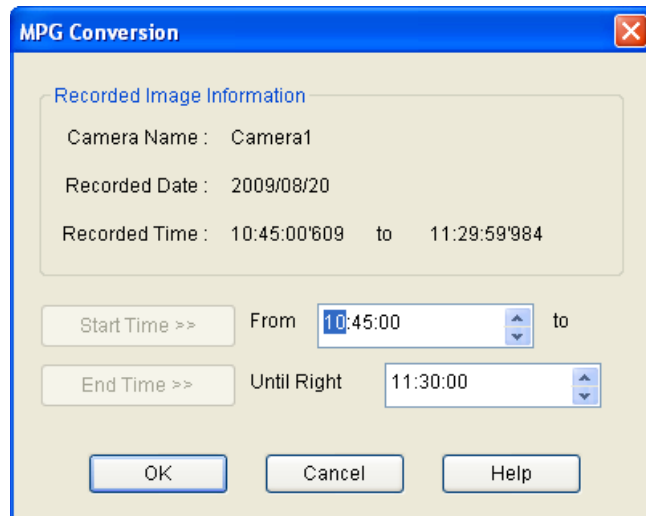 MPG Conversion
Recorded Image Information
Camera Name : Camera1
Recorded Date : 2009/08/20
Recorded Time : 10:45:00'609 to 11:29:59'984
Start Time >> From 10:45:00 to
End Time >> Until Right 11:30:00
OK Cancel Help